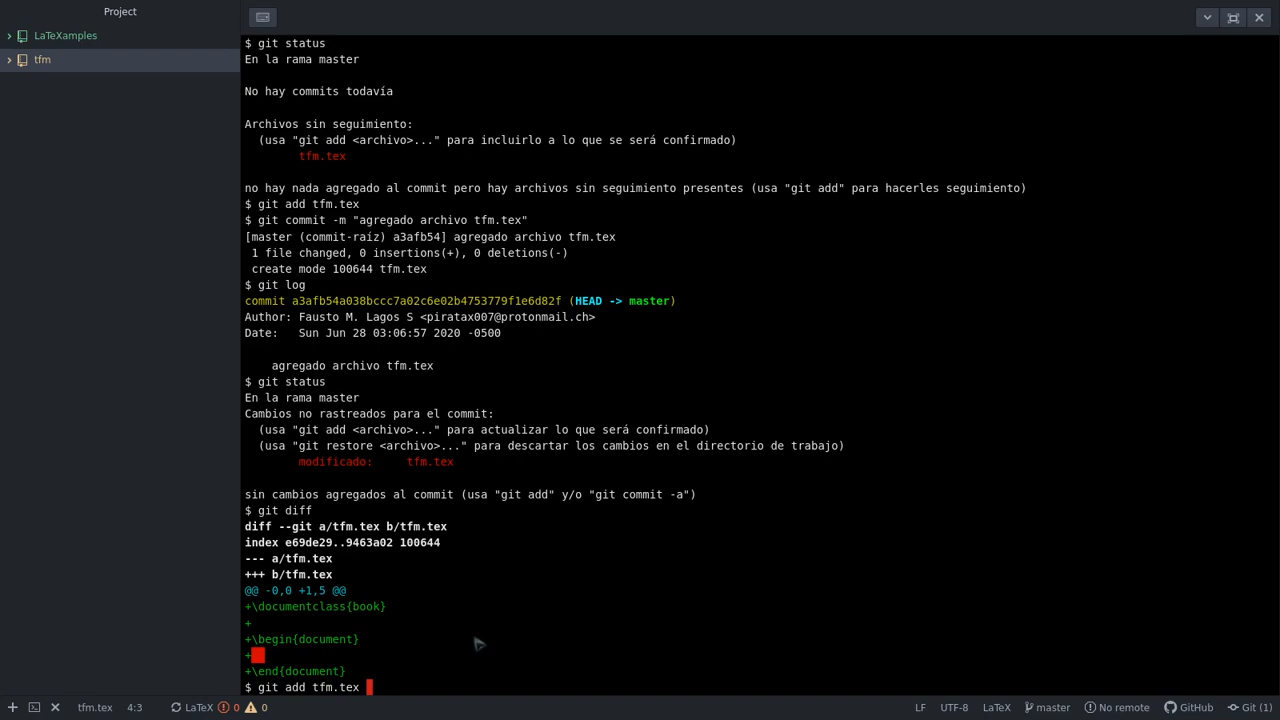 Project
LaTeXamples
tfm
$ git status
En la rama master
No hay commits todavía
Archivos sin seguimiento:
(usa "git add <archivo>..." para incluirlo a lo que se será confirmado)
tfm.tex
no hay nada agregado al commit pero hay archivos sin seguimiento presentes (usa "git add" para hacerles seguimiento)
$ git add tfm.tex
$ git commit -m "agregado archivo tfm.tex"
[master (commit-raíz) a3afb54] agregado archivo tfm.tex
1 file changed, 0 insertions(+), 0 deletions(-)
create mode 100644 tfm.tex
$ git log
commit a3afb54a038bccc7a02c6e02b4753779f1e6d82f (HEAD -> master)
Author: Fausto M. Lagos S <piratax007@protonmail.ch>
Date:   Sun Jun 28 03:06:57 2020 -0500
agregado archivo tfm.tex
$ git status
En la rama master
Cambios no rastreados para el commit:
(usa "git add <archivo>..." para actualizar lo que será confirmado)
(usa "git restore <archivo>..." para descartar los cambios en el directorio de trabajo)
modificado:     tfm.tex
sin cambios agregados al commit (usa "git add" y/o "git commit -a")
$ git diff
diff --git a/tfm.tex b/tfm.tex
index e69de29..9463a02 100644
--- a/tfm.tex
+++ b/tfm.tex
@@ -0,0 +1,5 @@
+\documentclass{book}
+
+\begin{document}
+
+\end{document}
$ git add tfm.tex
tfm.tex 4:3 LaTeX 0 0 LF UTF-8 LaTeX master No remote GitHub Git (1)